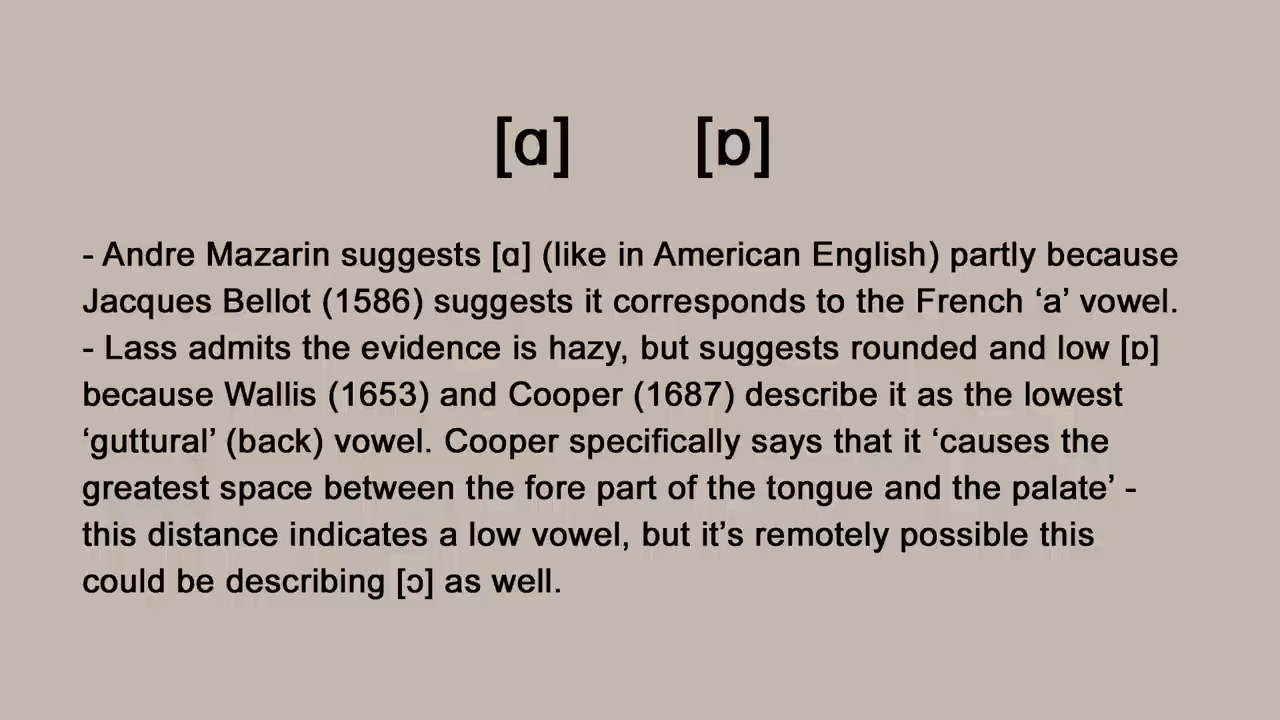 [ɑ] [ɒ]
- Andre Mazarin suggests [ɑ] (like in American English) partly because
Jacques Bellot (1586) suggests it corresponds to the French ‘a’ vowel.
- Lass admits the evidence is hazy, but suggests rounded and low [ɒ]
because Wallis (1653) and Cooper (1687) describe it as the lowest
‘guttural’ (back) vowel. Cooper specifically says that it ‘causes the
greatest space between the fore part of the tongue and the palate’ -
this distance indicates a low vowel, but it’s remotely possible this
could be describing [ɔ] as well.